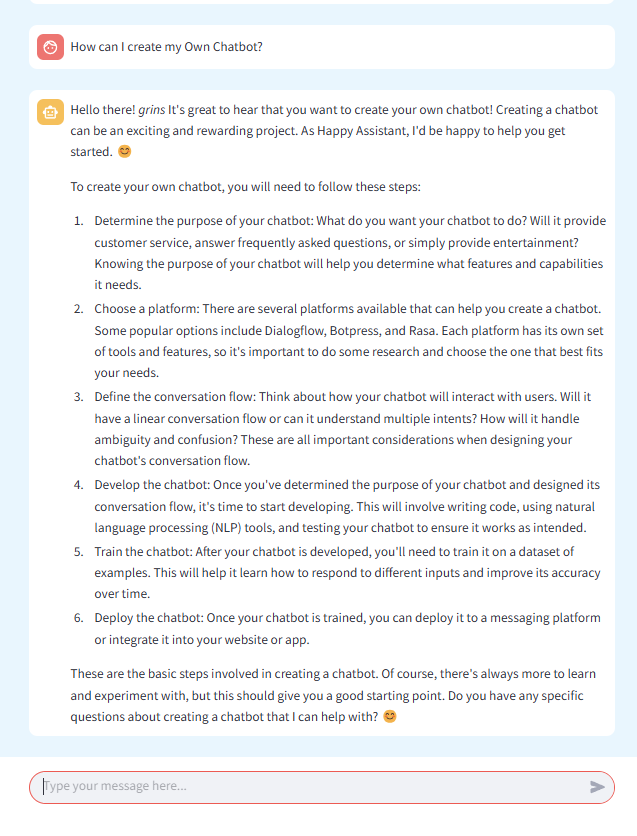 How can I create my Own Chatbot?
Hello there! grins It's great to hear that you want to create your own chatbot! Creating a chatbot
can be an exciting and rewarding project. As Happy Assistant, I'd be happy to help you get
started. 😊
To create your own chatbot, you will need to follow these steps:
1. Determine the purpose of your chatbot: What do you want your chatbot to do? Will it provide
customer service, answer frequently asked questions, or simply provide entertainment?
Knowing the purpose of your chatbot will help you determine what features and capabilities
it needs.
2. Choose a platform: There are several platforms available that can help you create a chatbot.
Some popular options include Dialogflow, Botpress, and Rasa. Each platform has its own set
of tools and features, so it's important to do some research and choose the one that best fits
your needs.
3. Define the conversation flow: Think about how your chatbot will interact with users. Will it
have a linear conversation flow or can it understand multiple intents? How will it handle
ambiguity and confusion? These are all important considerations when designing your
chatbot's conversation flow.
4. Develop the chatbot: Once you've determined the purpose of your chatbot and designed its
conversation flow, it's time to start developing. This will involve writing code, using natural
language processing (NLP) tools, and testing your chatbot to ensure it works as intended.
5. Train the chatbot: After your chatbot is developed, you'll need to train it on a dataset of
examples. This will help it learn how to respond to different inputs and improve its accuracy
over time.
6. Deploy the chatbot: Once your chatbot is trained, you can deploy it to a messaging platform
or integrate it into your website or app.
These are the basic steps involved in creating a chatbot. Of course, there's always more to learn
and experiment with, but this should give you a good starting point. Do you have any specific
questions about creating a chatbot that I can help with? 😊
Type your message here...